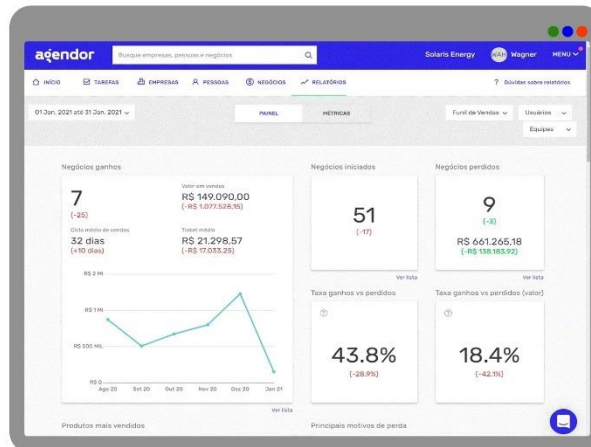 agendor
Busque empresas, pessoas e negócios
Solaris Energy
WAH
Wagner
MENU
INÍCIO
TAREFAS
EMPRESAS
PESSOAS
NEGÓCIOS
RELATÓRIOS
? Dúvidas sobre relatórios
01 Jan. 2021 até 31 Jan. 2021
PAINEL
MÉTRICAS
Funil de Vendas
Usuários
Equipes
Negócios ganhos
7
(-25)
Valor em vendas
R$ 149.090,00
(-R$ 1.077.528,15)
Ciclo médio de vendas
32 dias
(+10 dias)
Ticket médio
R$ 21.298,57
(-R$ 17.033,25)
R$ 2 MI
R$ 1 MI
R$ 500 MIL
R$ 0
Ago 20
Set 20
Out 20
Nov 20
Dez 20
Jan 21
Ver lista
Negócios iniciados
51
(-17)
Ver lista
Negócios perdidos
9
(-3)
R$ 661.265,18
(-R$ 138.183,92)
Ver lista
Taxa ganhos vs perdidos
?
43.8%
(-28.9%)
Taxa ganhos vs perdidos (valor)
?
18.4%
(-42.1%)
Produtos mais vendidos
Principais motivos de perda